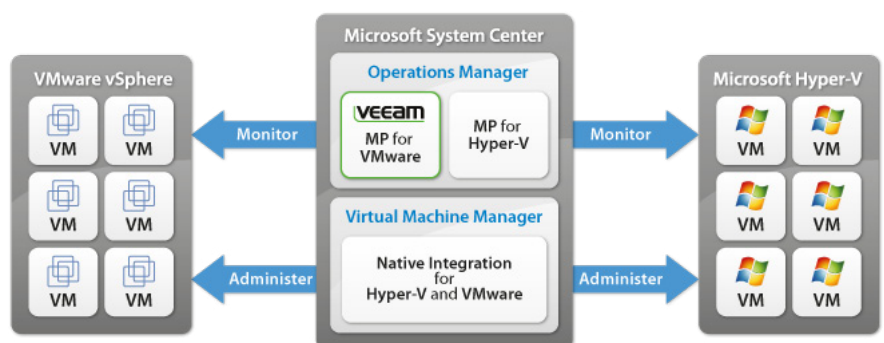 Microsoft System Center
VMware vSphere
VM
VM
VM
VM
VM
VM
Monitor
Administer
Operations Manager
veeam
MP for
VMware
MP for
Hyper-V
Virtual Machine Manager
Native Integration
for
Hyper-V and VMware
Monitor
Administer
Microsoft Hyper-V
VM
VM
VM
VM
VM
VM